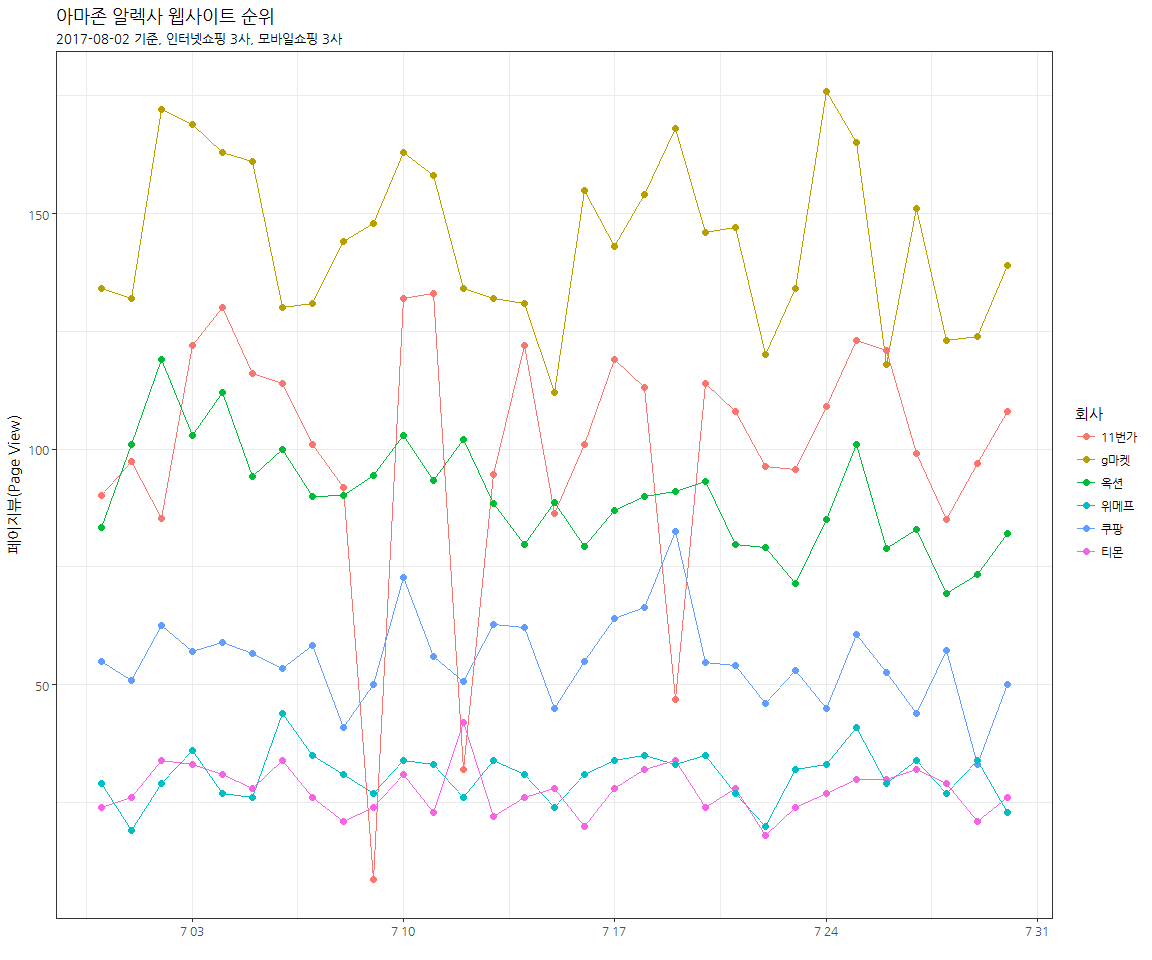 아마존 알렉사 웹사이트 순위
2017-08-02 기준, 인터넷쇼핑 3사, 모바일쇼핑 3사
페이지뷰(Page View)
150
100
50
7 03
7 10
7 17
7 24
7 31
회사
11번가
g마켓
옥션
위메프
쿠팡
티몬